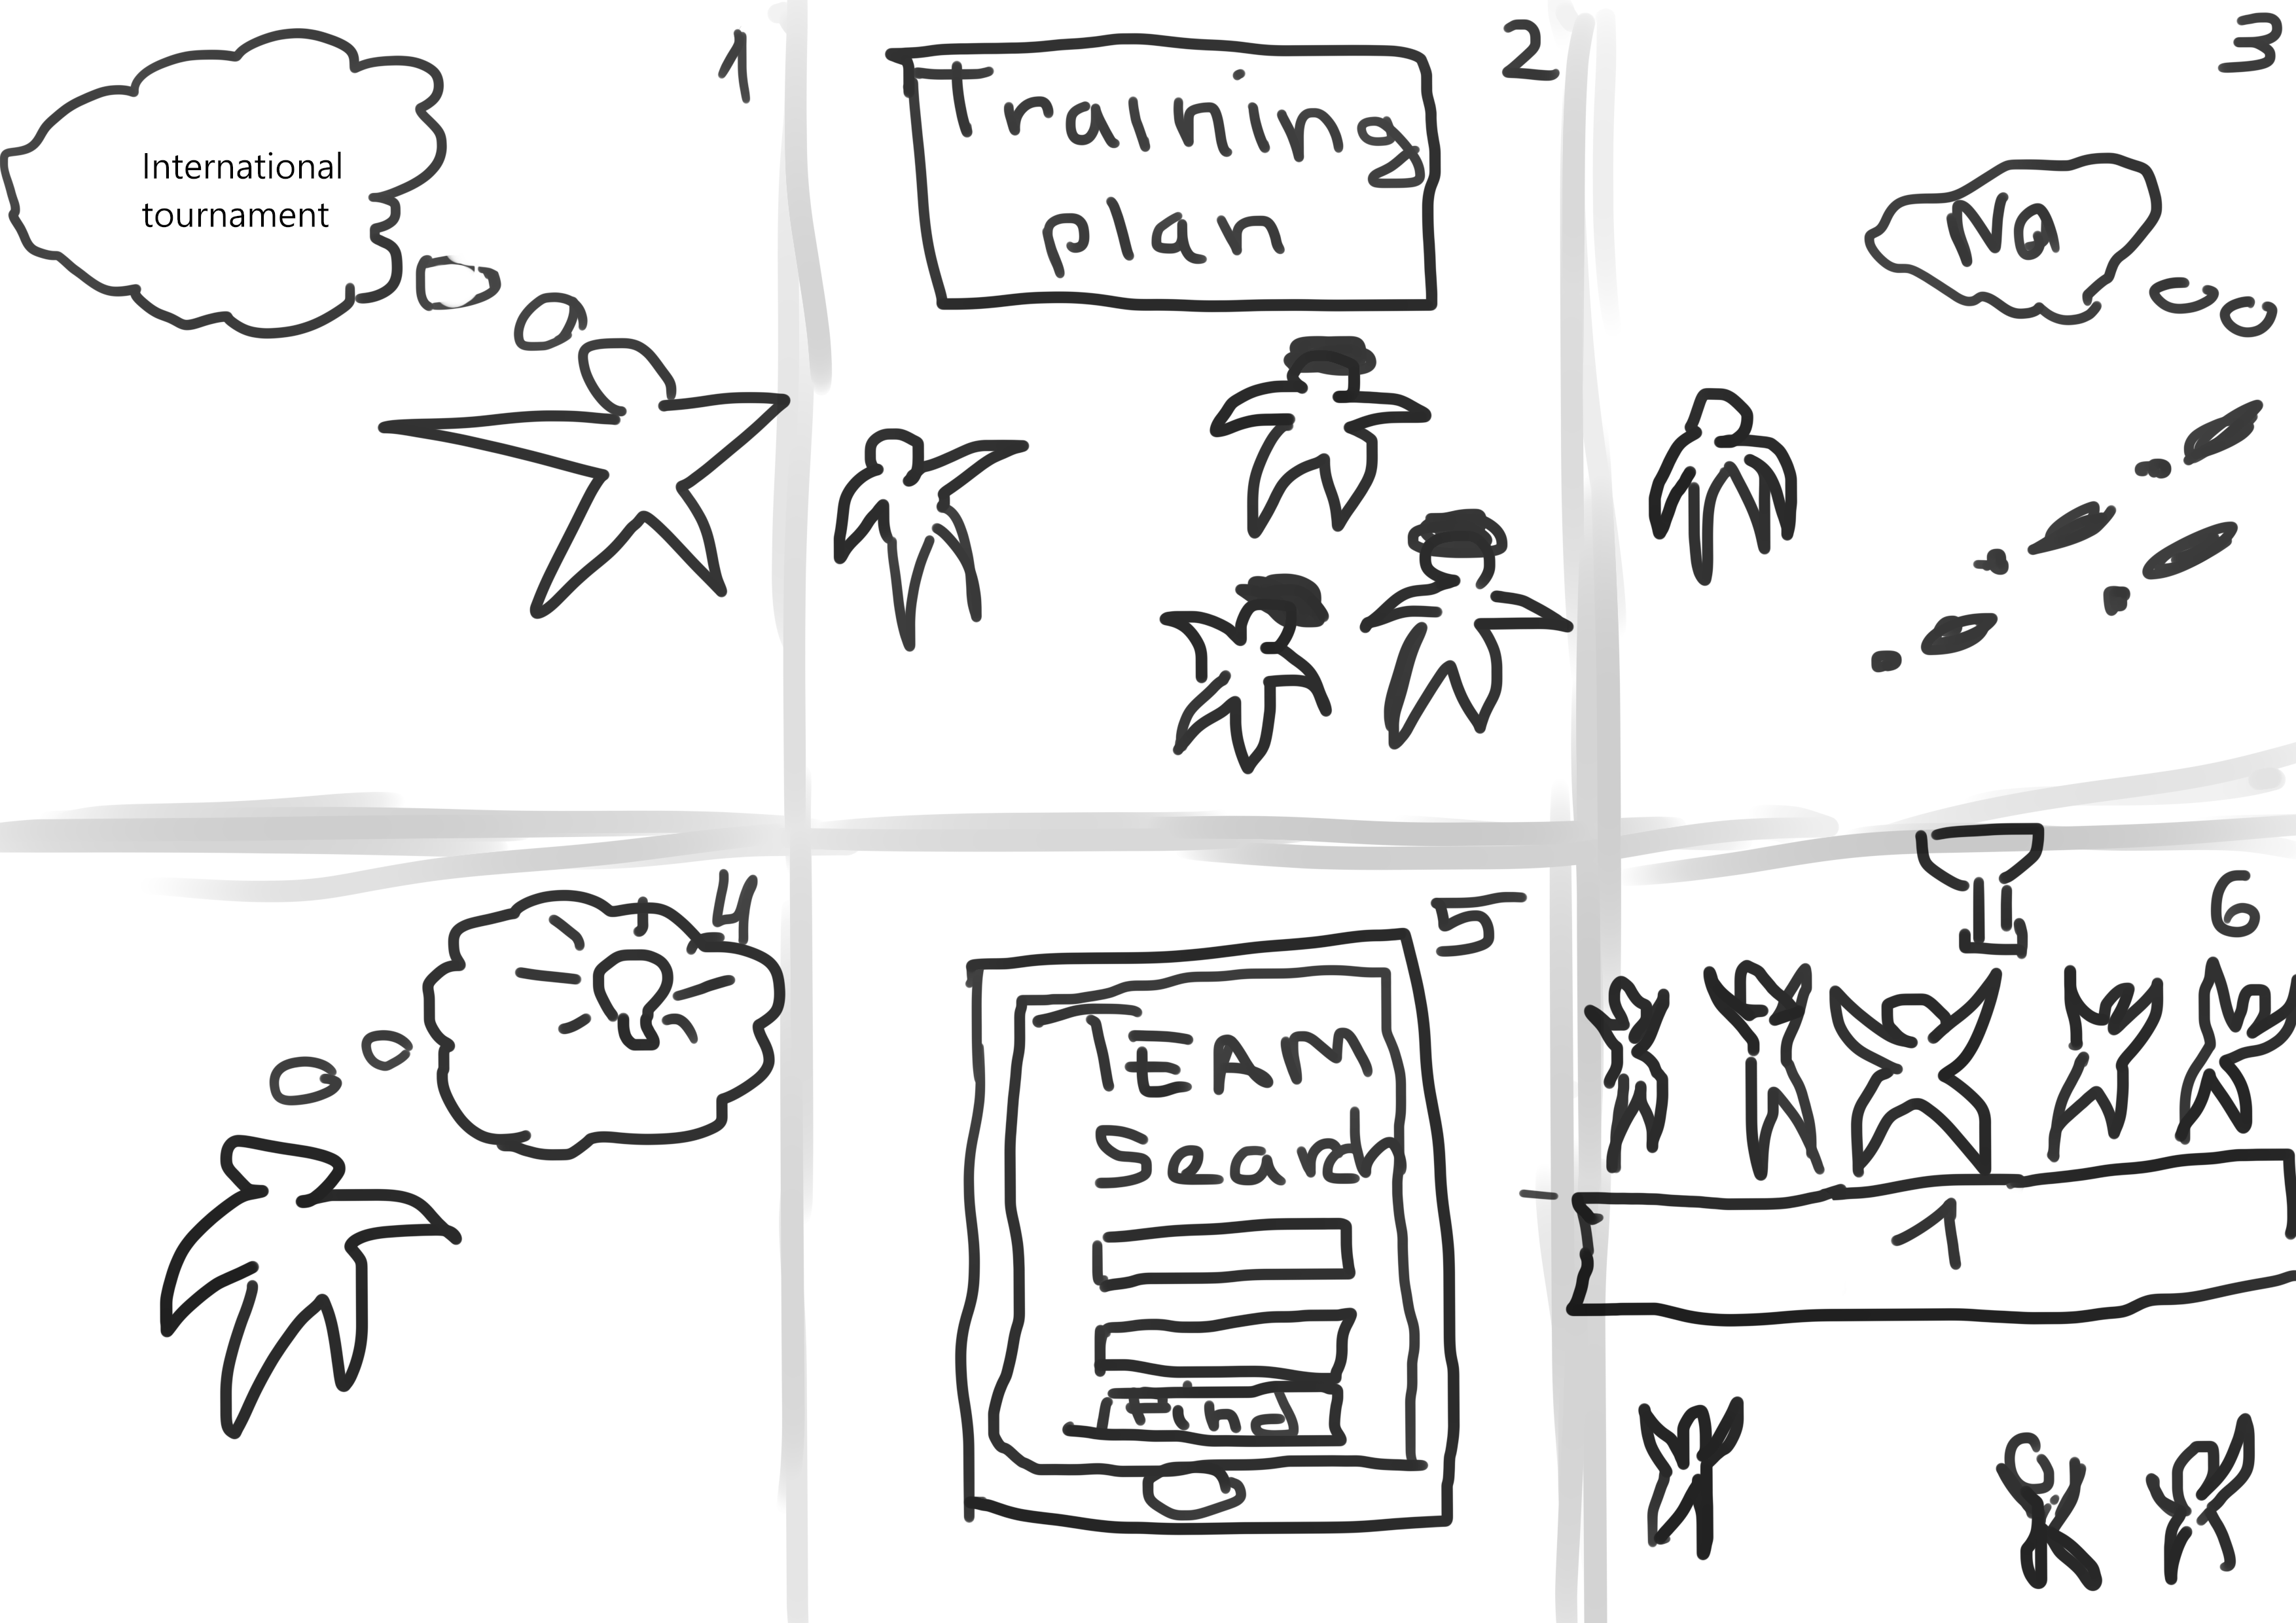 1
International
tournament
2
Training
plan
3
Na
4
5
TEAM
Search
Find
6
1